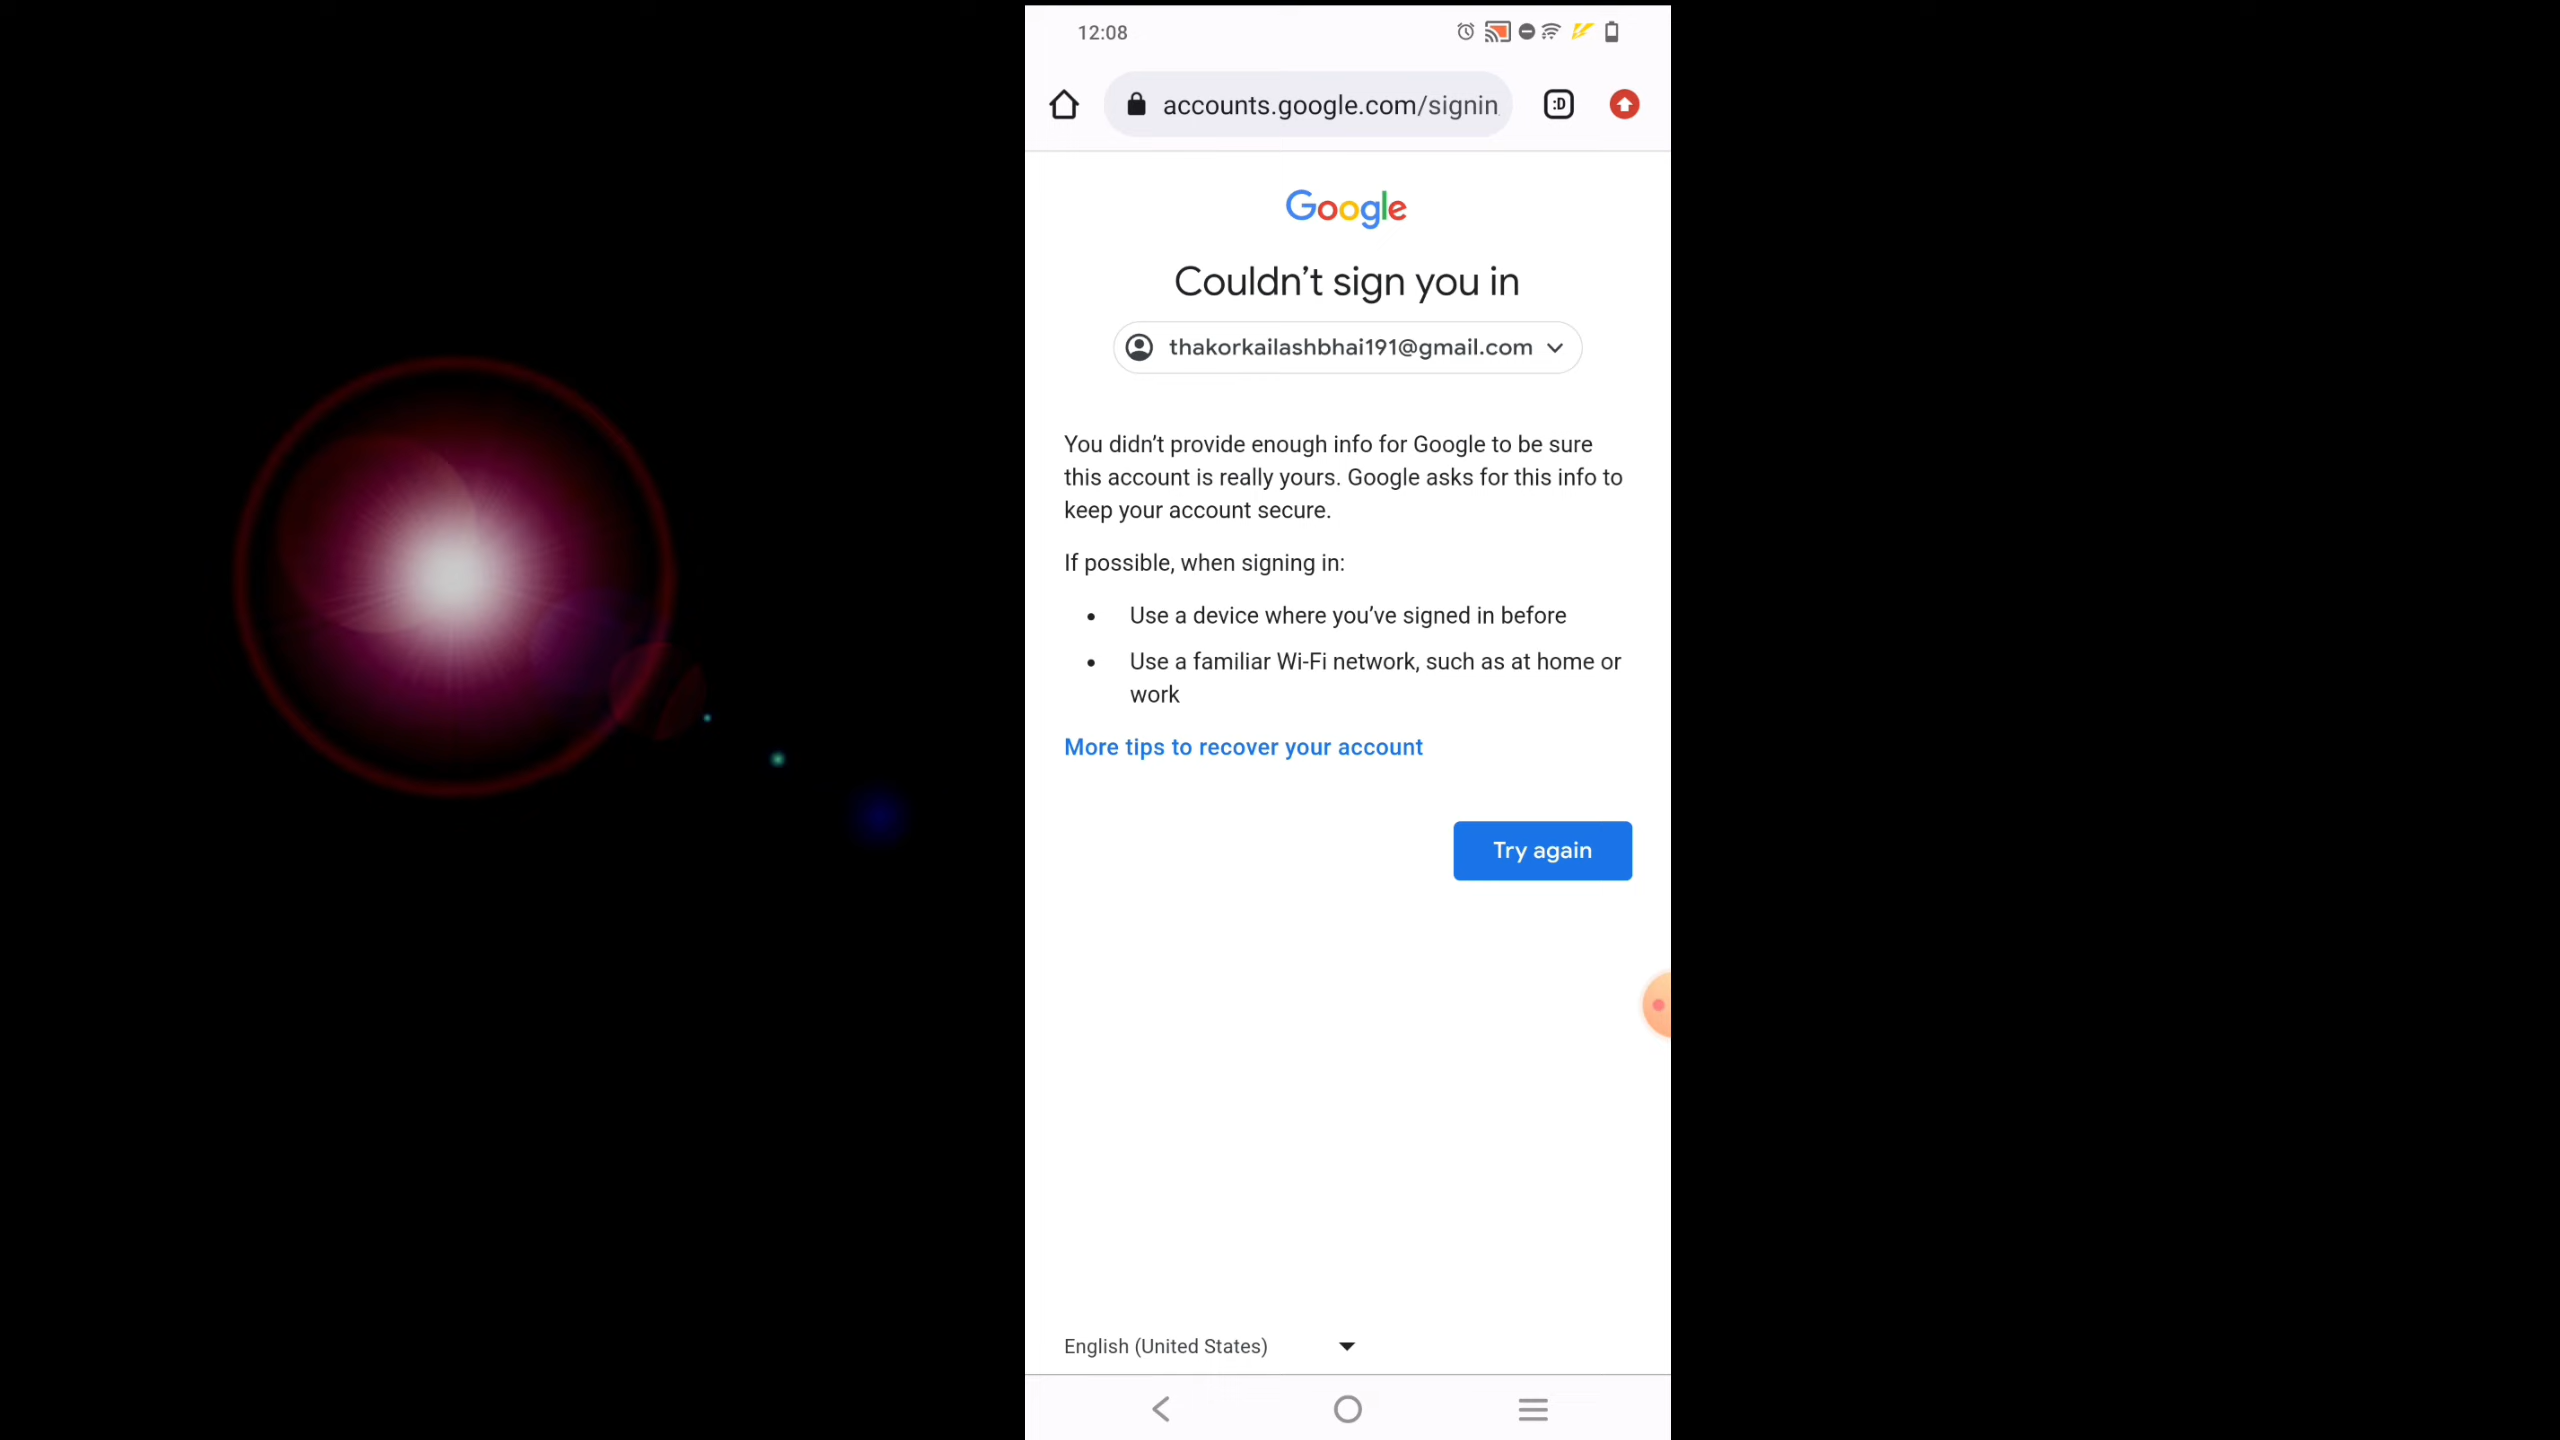 12:08
accounts.google.com/signin
:D
Google
Couldn’t sign you in
thakorkailashbhai191@gmail.com
You didn’t provide enough info for Google to be sure
this account is really yours. Google asks for this info to
keep your account secure.
If possible, when signing in:
• Use a device where you’ve signed in before
• Use a familiar Wi-Fi network, such as at home or
work
More tips to recover your account
Try again
English (United States)